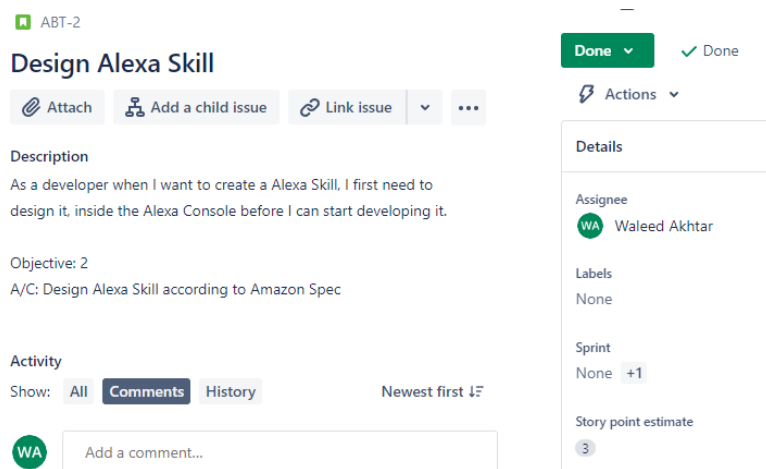 ABT-2
Design Alexa Skill
Attach
Add a child issue
Link issue
Description
As a developer when I want to create a Alexa Skill, I first need to
design it, inside the Alexa Console before I can start developing it.
Objective: 2
A/C: Design Alexa Skill according to Amazon Spec
Activity
Show: All Comments History Newest first
WA Add a comment...
Done Done
Actions
Details
Assignee
WA Waleed Akhtar
Labels
None
Sprint
None +1
Story point estimate
3